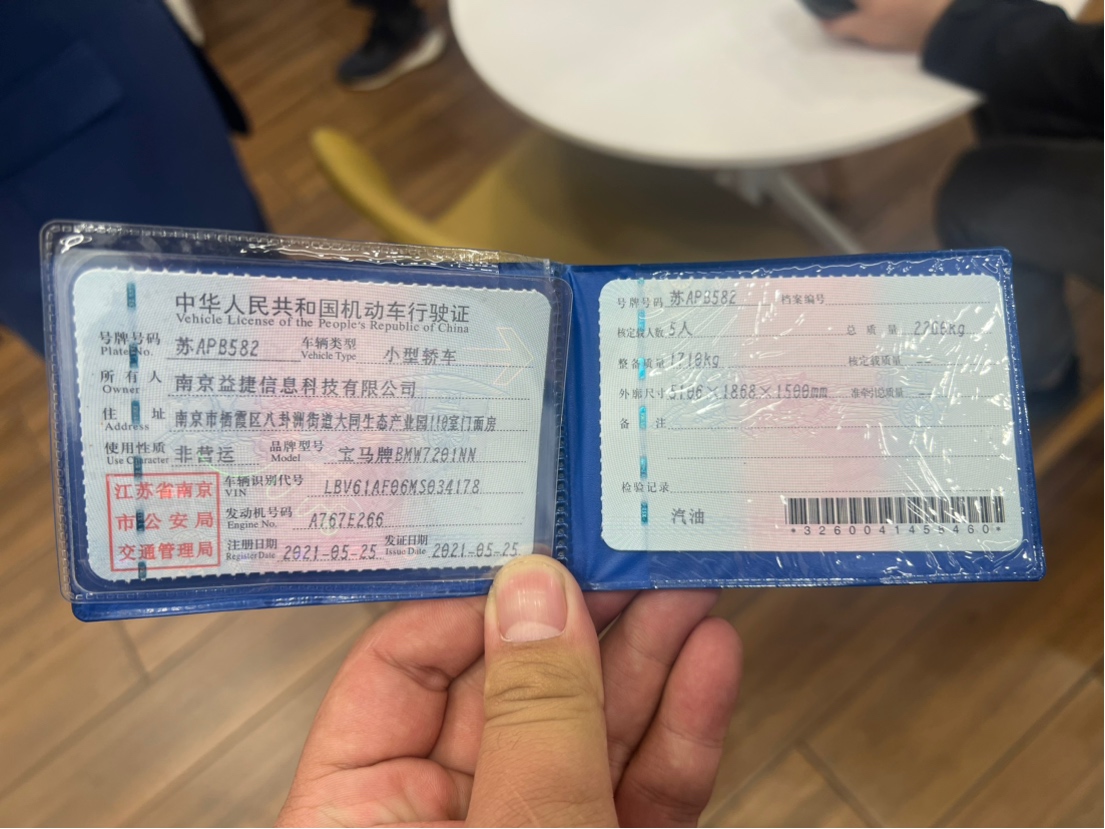 中华人民共和国机动车行驶证
Vehicle License of the People's Republic of China
号牌号码 苏APB582 车辆类型 小型轿车
Plate No. Vehicle Type
所有人 南京益捷信息科技有限公司
Owner
住址 南京市栖霞区八卦洲街道大同生态产业园110室门面房
Address
使用性质 非营运 品牌型号 宝马牌BMW7201NN
Use Character Model
江苏省南京
市公安局
交通管理局
车辆识别代号 LBV61AF06MS034178
VIN
发动机号码 A767E266
Engine No.
注册日期 2021-05-25 发证日期 2021-05-25
Register Date Issue Date
号牌号码 苏APB582 档案编号
核定载人数 5人 总质量
整备质量 1710kg 核定载质量 --
外廓尺寸 5106×1868×1500mm 准牵引总质量 --
备注
检验记录
汽油